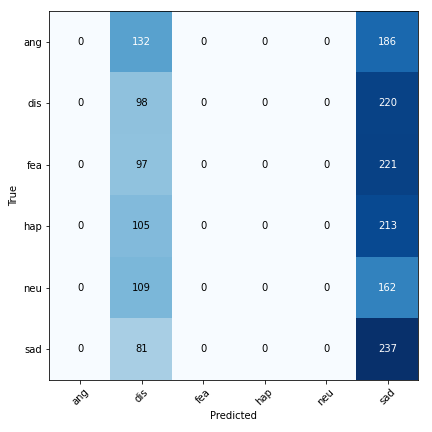 True
ang 0 132 0 0 0 186
dis 0 98 0 0 0 220
fea 0 97 0 0 0 221
hap 0 105 0 0 0 213
neu 0 109 0 0 0 162
sad 0 81 0 0 0 237
ang dis fea hap neu sad
Predicted